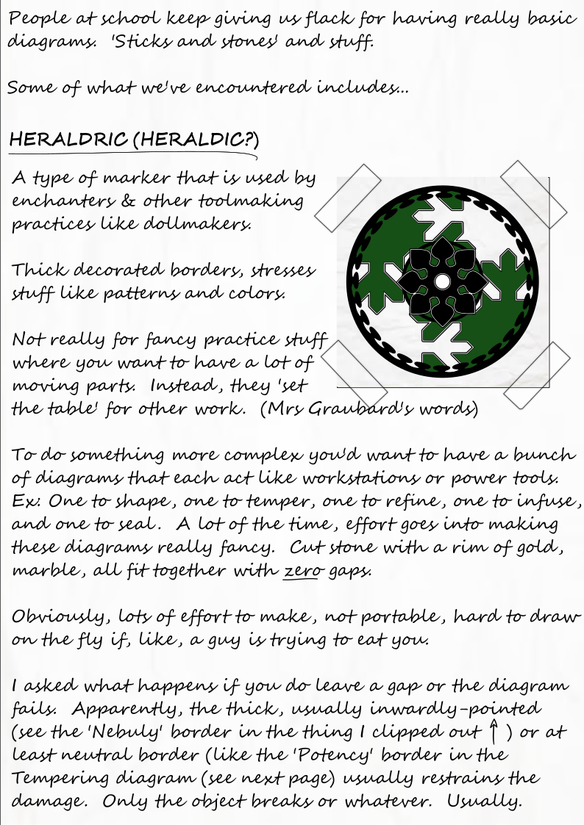 People at school keep giving us flack for having really basic
diagrams. 'Sticks and stones' and stuff.
Some of what we've encountered includes...
HERALDRIC (HERALDIC?)
A type of marker that is used by
enchanters & other toolmaking
practices like dollmakers.
Thick decorated borders, stresses
stuff like patterns and colors.
Not really for fancy practice stuff
where you want to have a lot of
moving parts. Instead, they 'set
the table' for other work. (Mrs Graubard's words)
To do something more complex you'd want to have a bunch
of diagrams that each act like workstations or power tools.
Ex: One to shape, one to temper, one to refine, one to infuse,
and one to seal. A lot of the time, effort goes into making
these diagrams really fancy. Cut stone with a rim of gold,
marble, all fit together with zero gaps.
Obviously, lots of effort to make, not portable, hard to draw
on the fly if, like, a guy is trying to eat you.
I asked what happens if you do leave a gap or the diagram
fails. Apparently, the thick, usually inwardly-pointed
(see the 'Nebuly' border in the thing I clipped out ↑ ) or at
least neutral border (like the 'Potency' border in the
Tempering diagram (see next page) usually restrains the
damage. Only the object breaks or whatever. Usually.